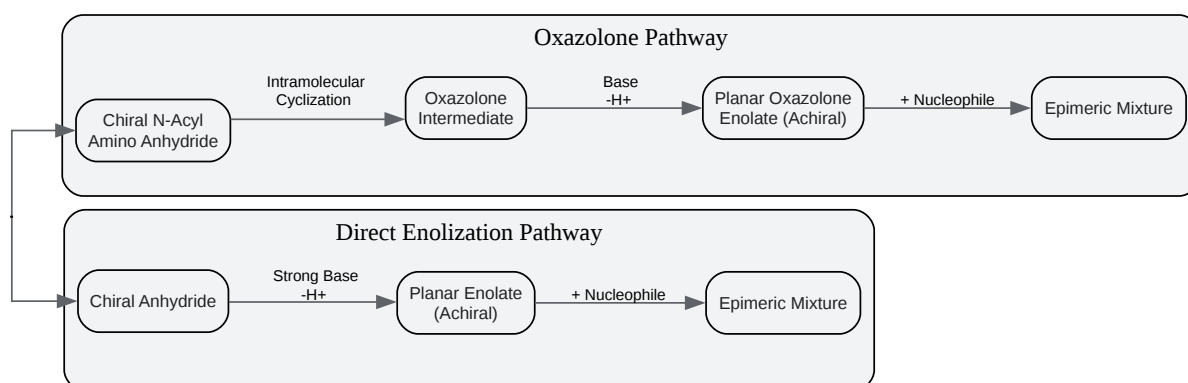 Oxazolone Pathway
Chiral N-Acyl
Amino Anhydride
Intramolecular
Cyclization
Oxazolone
Intermediate
Base
-H+
Planar Oxazolone
Enolate (Achiral)
+ Nucleophile
Epimeric Mixture
Direct Enolization Pathway
Chiral Anhydride
Strong Base
-H+
Planar Enolate
(Achiral)
+ Nucleophile
Epimeric Mixture